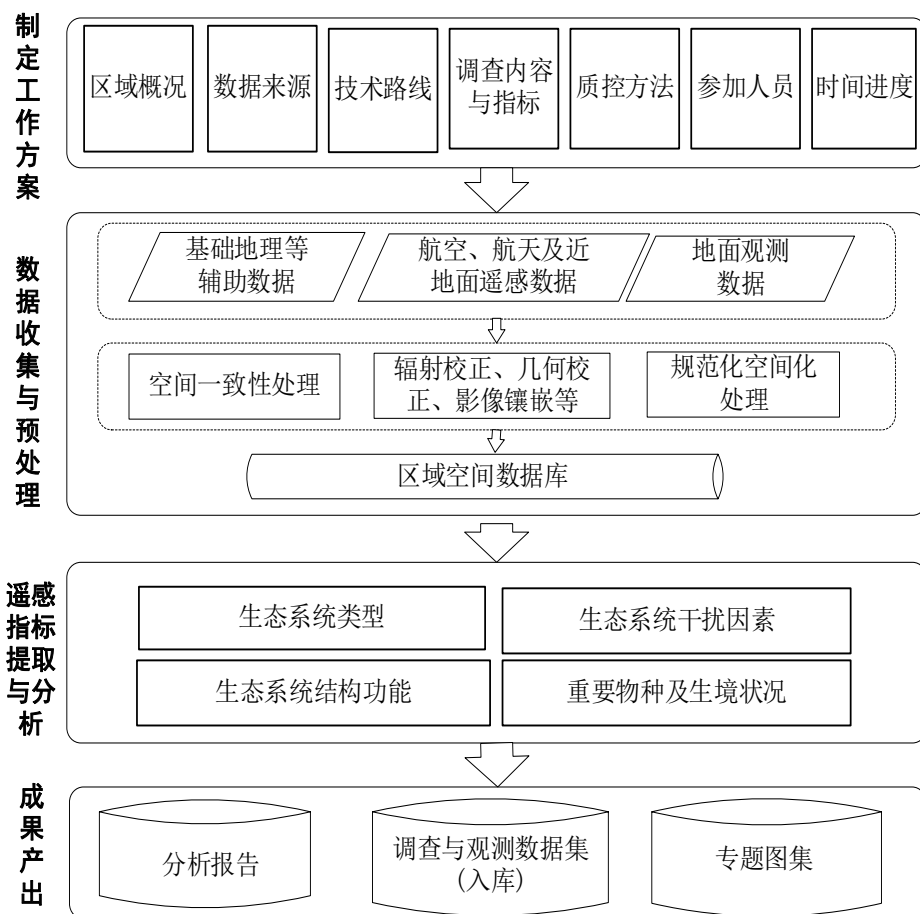 制定工作方案
区域概况
数据来源
技术路线
调查内容
与指标
质控方法
参加人员
时间进度
数据收集与预处理
基础地理等
辅助数据
航空、航天及近
地面遥感数据
地面观测
数据
空间一致性处理
辐射校正、几何校
正、影像镶嵌等
规范化空间化
处理
区域空间数据库
遥感
指标
提取
与分
析
生态系统类型
生态系统干扰因素
生态系统结构功能
重要物种及生境状况
成果产出
分析报告
调查与观测数据集
(入库)
专题图集